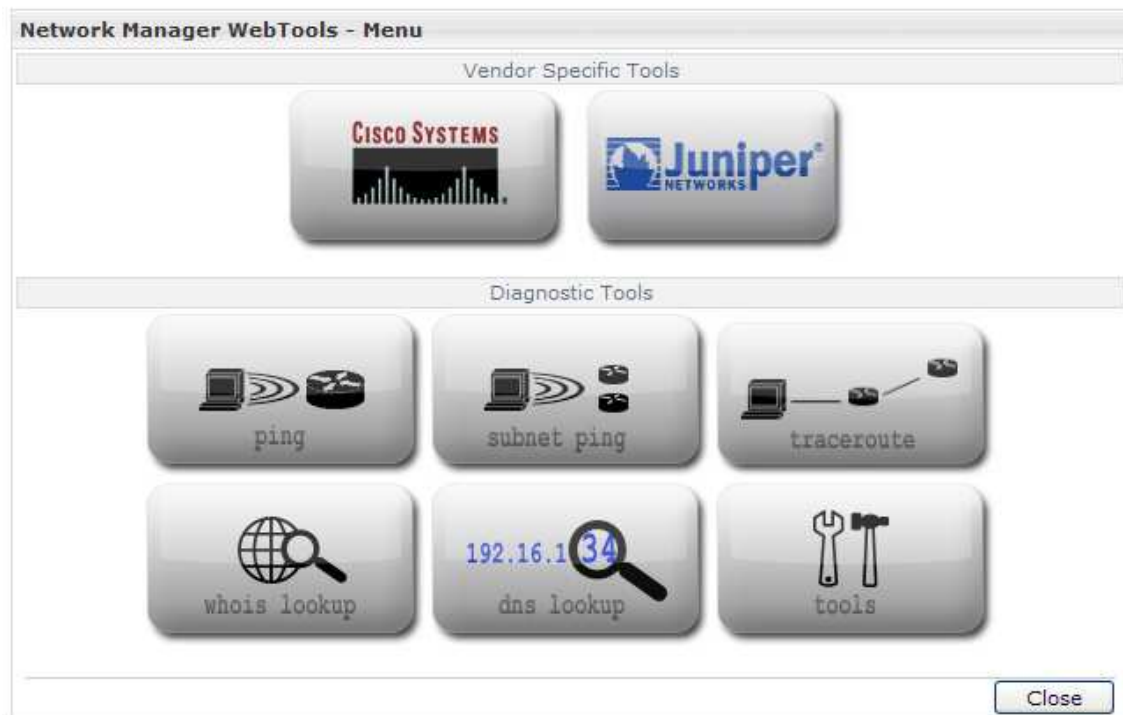 Network Manager WebTools - Menu
Vendor Specific Tools
CISCO SYSTEMS
Juniper®
NETWORKS
Diagnostic Tools
ping
subnet ping
traceroute
192.16.1 34
whois lookup
dns lookup
tools
Close